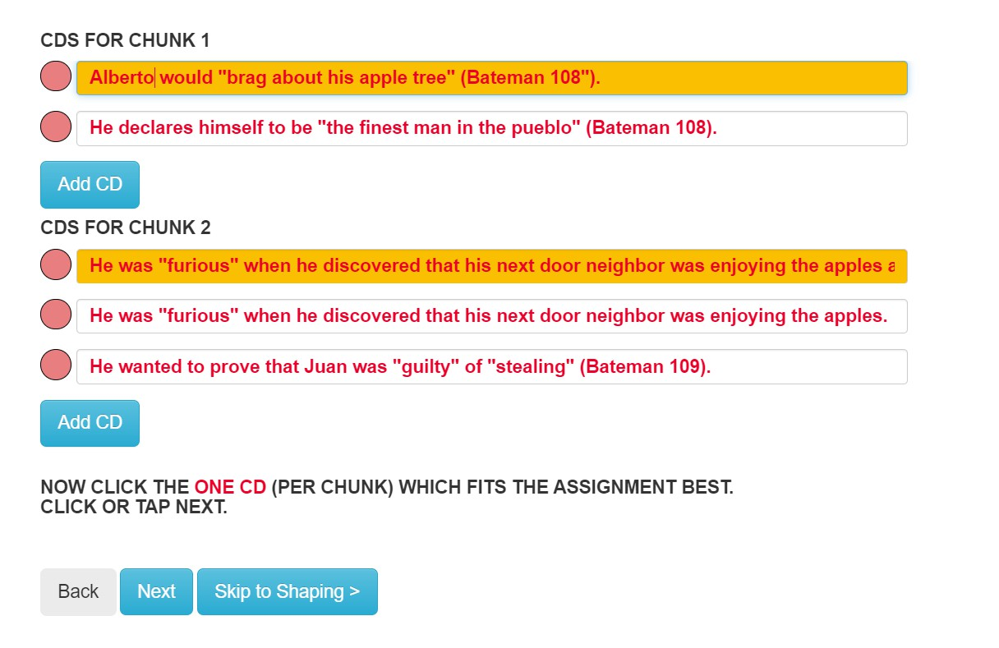 CDS FOR CHUNK 1
Alberto would "brag about his apple tree" (Bateman 108").
He declares himself to be "the finest man in the pueblo" (Bateman 108).
Add CD
CDS FOR CHUNK 2
He was "furious" when he discovered that his next door neighbor was enjoying the apples a
He was "furious" when he discovered that his next door neighbor was enjoying the apples.
He wanted to prove that Juan was "guilty" of "stealing" (Bateman 109).
Add CD
NOW CLICK THE ONE CD (PER CHUNK) WHICH FITS THE ASSIGNMENT BEST.
CLICK OR TAP NEXT.
Back Next Skip to Shaping >